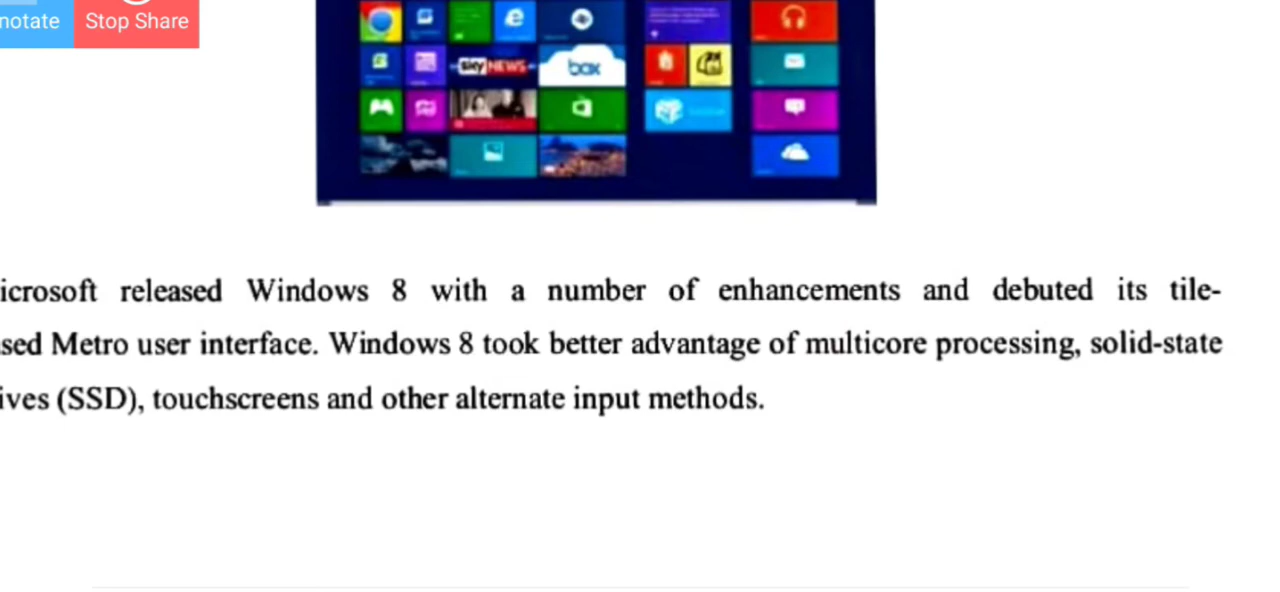 notate Stop Share
sky NEWS
box
icrosoft released Windows 8 with a number of enhancements and debuted its tile-
sed Metro user interface. Windows 8 took better advantage of multicore processing, solid-state
ives (SSD), touchscreens and other alternate input methods.